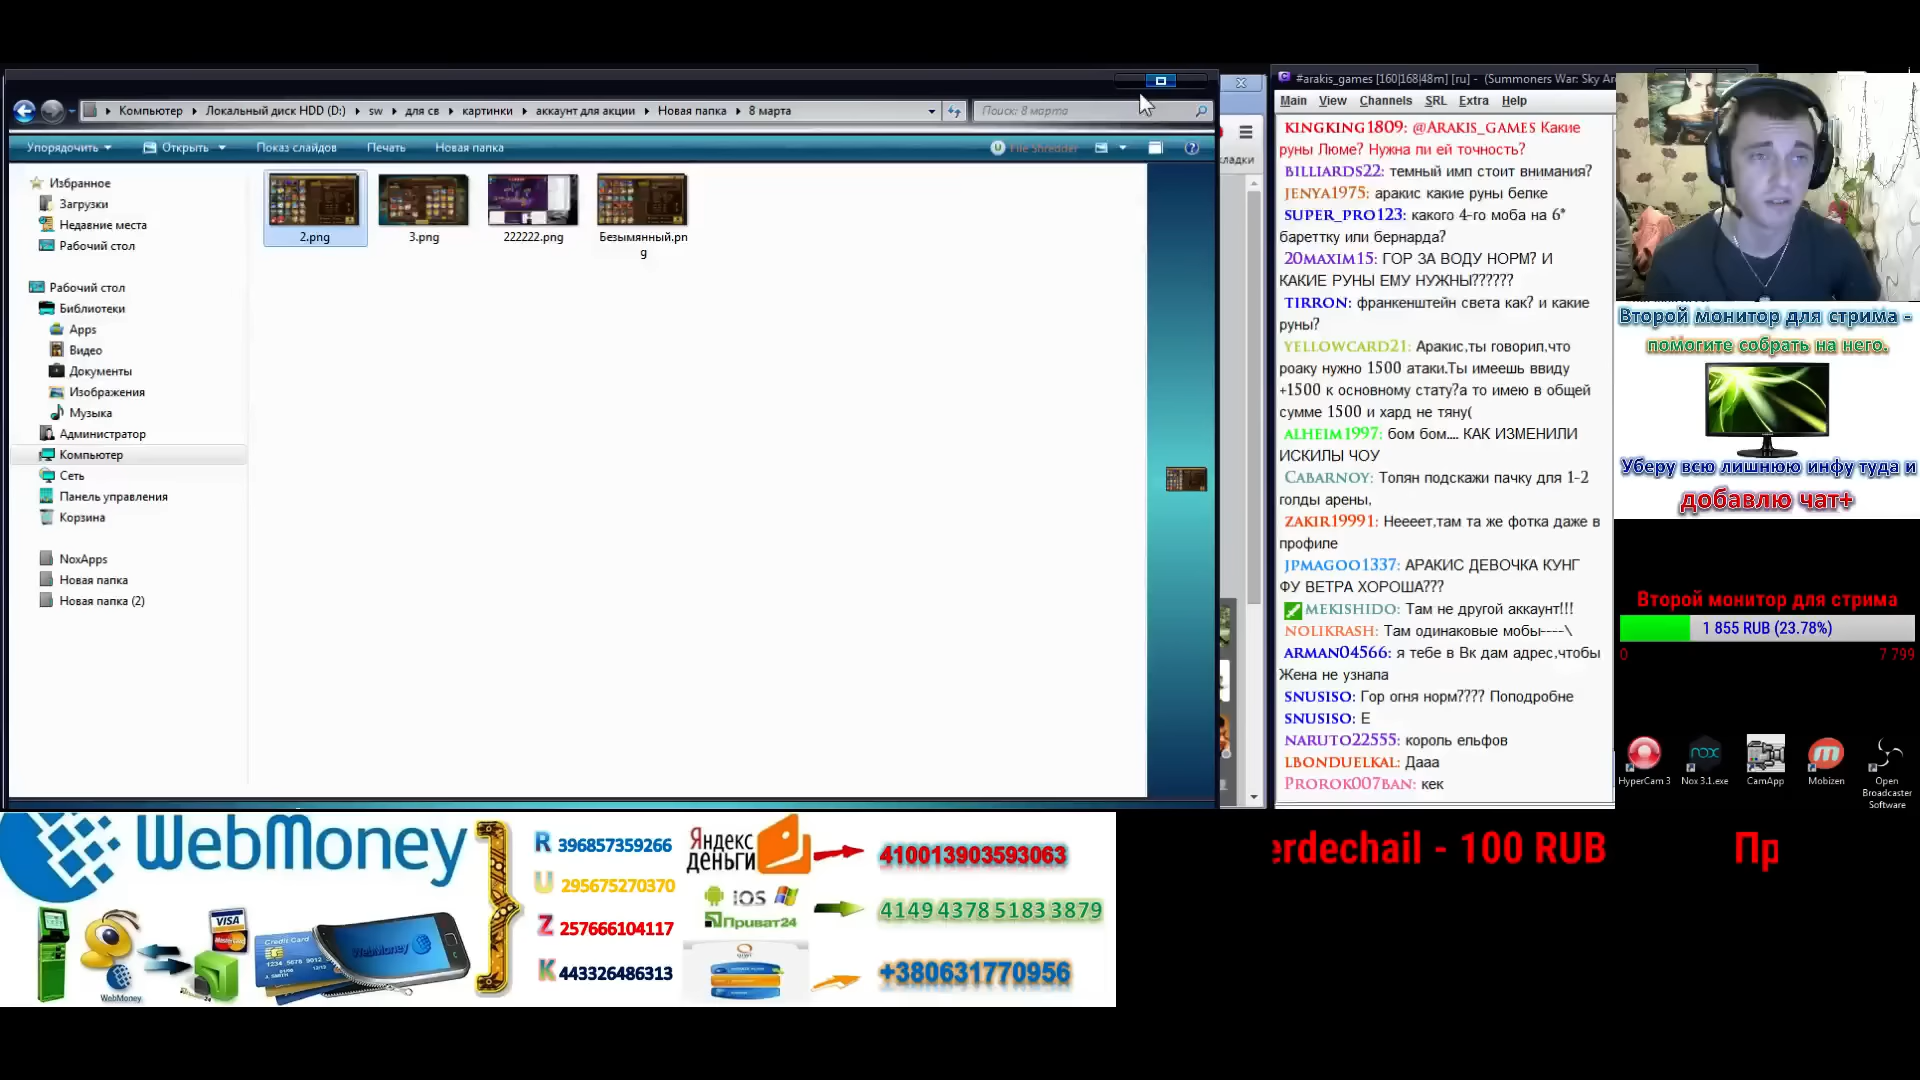 Компьютер
Локальный диск HDD (D:)
sw
для св
картинки
аккаунт для акции
Новая папка
8 марта
Поиск: 8 марта
Упорядочить
Открыть
Показ слайдов
Печать
Новая папка
File Shredder
Избранное
Загрузки
Недавние места
Рабочий стол
Рабочий стол
Библиотеки
Apps
Видео
Документы
Изображения
Музыка
Администратор
Компьютер
Сеть
Панель управления
Корзина
NoxApps
Новая папка
Новая папка (2)
2.png
3.png
222222.png
Безымянный.pn
g
#arakis_games [160|168|48m] [ru] - (Summoners War: Sky Ar
Main View Channels SRL Extra Help
KINGKING1809: @ARAKIS_GAMES Какие
руны Люме? Нужна ли ей точность?
BILLIARDS22: темный имп стоит внимания?
JENYA1975: аракис какие руны белке
SUPER_PRO123: какого 4-го моба на 6*
бареттку или бернарда?
20MAXIM15: ГОР ЗА ВОДУ НОРМ? И
КАКИЕ РУНЫ ЕМУ НУЖНЫ??????
TIRRON: франкенштейн света как? и какие
руны?
YELLOWCARD21: Аракис,ты говорил,что
роаку нужно 1500 атаки.Ты имеешь ввиду
+1500 к основному стату?а то имею в общей
сумме 1500 и хард не тяну(
ALHEIM1997: бом бом.... КАК ИЗМЕНИЛИ
ИСКИЛЫ ЧОУ
CABARNOY: Толян подскажи пачку для 1-2
голды арены,
ZAKIR19991: Неееет,там та же фотка даже в
профиле
JPMAGOO1337: АРАКИС ДЕВОЧКА КУНГ
ФУ ВЕТРА ХОРОША???
MEKISHIDO: Там не другой аккаунт!!!
NOLIKRASH: Там одинаковые мобы----\
ARMAN04566: я тебе в Вк дам адрес,чтобы
Жена не узнала
SNUSISO: Гор огня норм???? Поподробне
SNUSISO: Е
NARUTO22555: король ельфов
LBONDUELKAL: Дааа
PROROK007BAN: кек
ладки
Второй монитор для стрима -
помогите собрать на него.
Уберу всю лишнюю инфу туда и
добавлю чат+
Второй монитор для стрима
1 855 RUB (23.78%)
0
7 799
HyperCam 3
Nox 3.1.exe
CamApp
Mobizen
Open
Broadcaster
Software
erdechail - 100 RUB
Пр
WebMoney
WebMoney
VISA
R 396857359266
U 295675270370
Z 257666104117
K 443326486313
Яндекс
деньги
410013903593063
iOS
Приват24
4149 4378 5183 3879
+380631770956